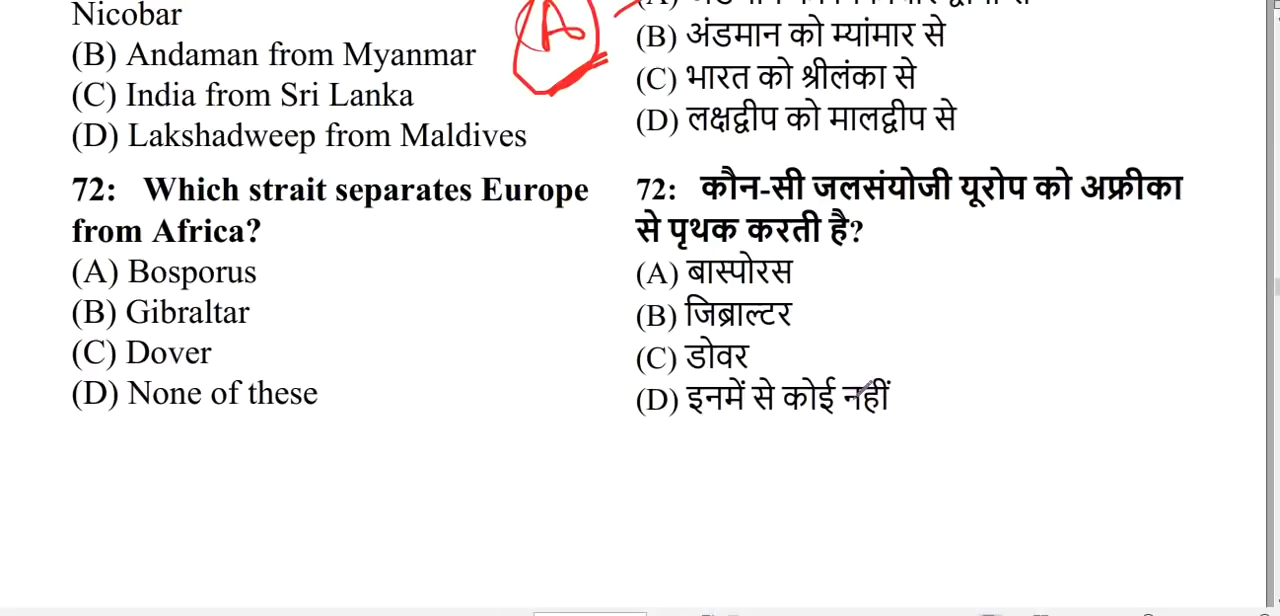 Nicobar
(B) Andaman from Myanmar
(C) India from Sri Lanka
(D) Lakshadweep from Maldives
72: Which strait separates Europe
from Africa?
(A) Bosporus
(B) Gibraltar
(C) Dover
(D) None of these
A
(B) अंडमान को म्यांमार से
(C) भारत को श्रीलंका से
(D) लक्षद्वीप को मालद्वीप से
72: कौन-सी जलसंयोजी यूरोप को अफ्रीका
से पृथक करती है?
(A) बास्पोरस
(B) जिब्राल्टर
(C) डोवर
(D) इनमें से कोई नहीं